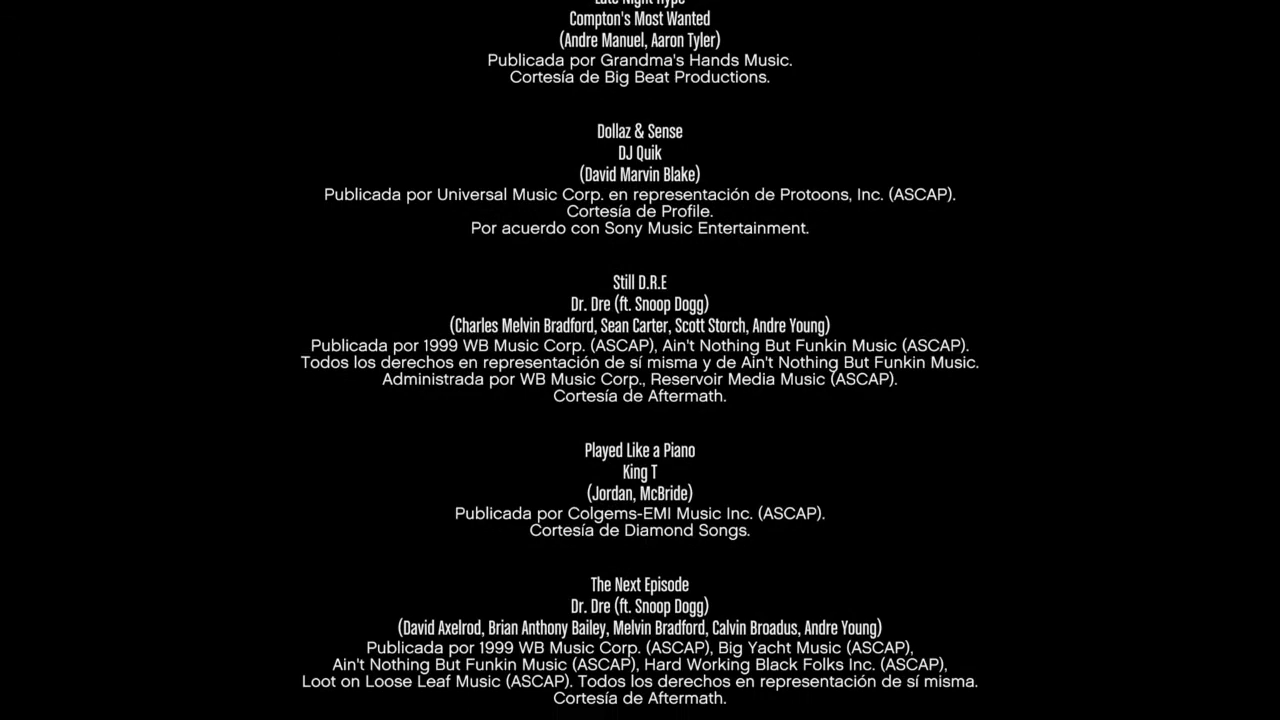 Late Night Hype
Compton's Most Wanted
(Andre Manuel, Aaron Tyler)
Publicada por Grandma's Hands Music.
Cortesía de Big Beat Productions.
Dollaz & Sense
DJ Quik
(David Marvin Blake)
Publicada por Universal Music Corp. en representación de Protoons, Inc. (ASCAP).
Cortesía de Profile.
Por acuerdo con Sony Music Entertainment.
Still D.R.E
Dr. Dre (ft. Snoop Dogg)
(Charles Melvin Bradford, Sean Carter, Scott Storch, Andre Young)
Publicada por 1999 WB Music Corp. (ASCAP), Ain't Nothing But Funkin Music (ASCAP).
Todos los derechos en representación de sí misma y de Ain't Nothing But Funkin Music.
Administrada por WB Music Corp., Reservoir Media Music (ASCAP).
Cortesía de Aftermath.
Played Like a Piano
King T
(Jordan, McBride)
Publicada por Colgems-EMI Music Inc. (ASCAP).
Cortesía de Diamond Songs.
The Next Episode
Dr. Dre (ft. Snoop Dogg)
(David Axelrod, Brian Anthony Bailey, Melvin Bradford, Calvin Broadus, Andre Young)
Publicada por 1999 WB Music Corp. (ASCAP), Big Yacht Music (ASCAP),
Ain't Nothing But Funkin Music (ASCAP), Hard Working Black Folks Inc. (ASCAP),
Loot on Loose Leaf Music (ASCAP). Todos los derechos en representación de sí misma.
Cortesía de Aftermath.